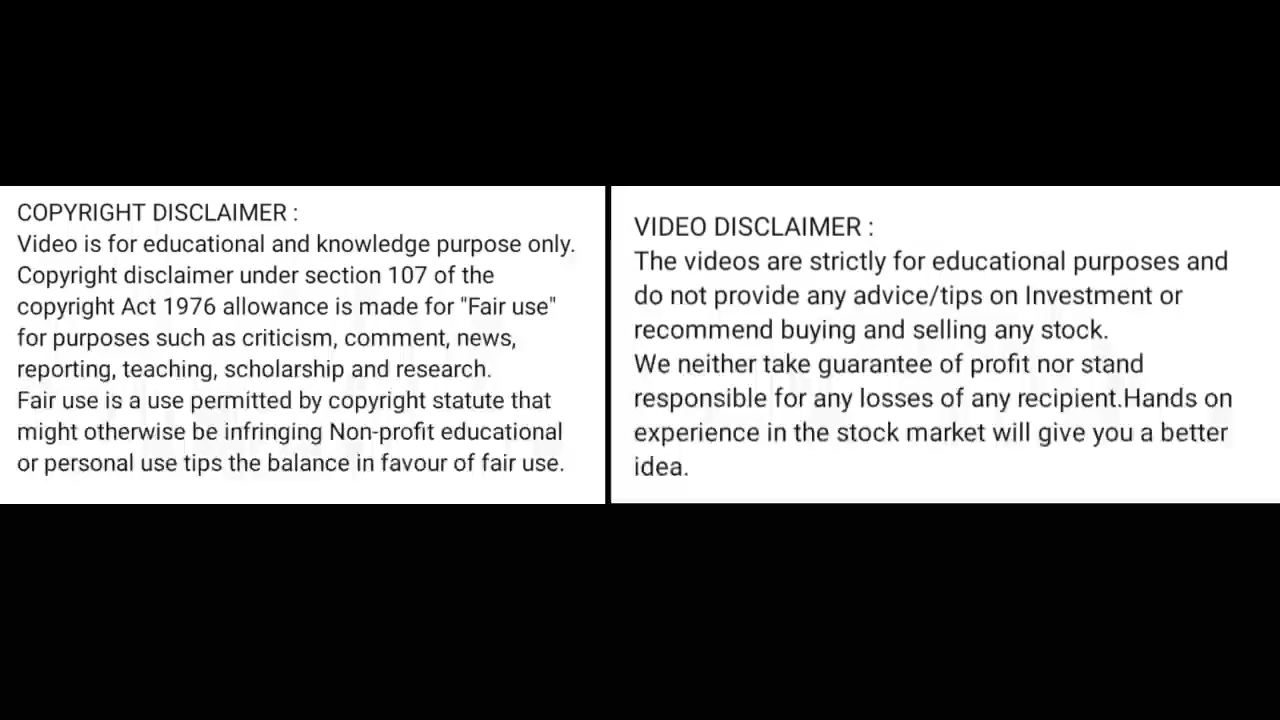 COPYRIGHT DISCLAIMER :
Video is for educational and knowledge purpose only.
Copyright disclaimer under section 107 of the
copyright Act 1976 allowance is made for "Fair use"
for purposes such as criticism, comment, news,
reporting, teaching, scholarship and research.
Fair use is a use permitted by copyright statute that
might otherwise be infringing Non-profit educational
or personal use tips the balance in favour of fair use.
VIDEO DISCLAIMER :
The videos are strictly for educational purposes and
do not provide any advice/tips on Investment or
recommend buying and selling any stock.
We neither take guarantee of profit nor stand
responsible for any losses of any recipient.Hands on
experience in the stock market will give you a better
idea.